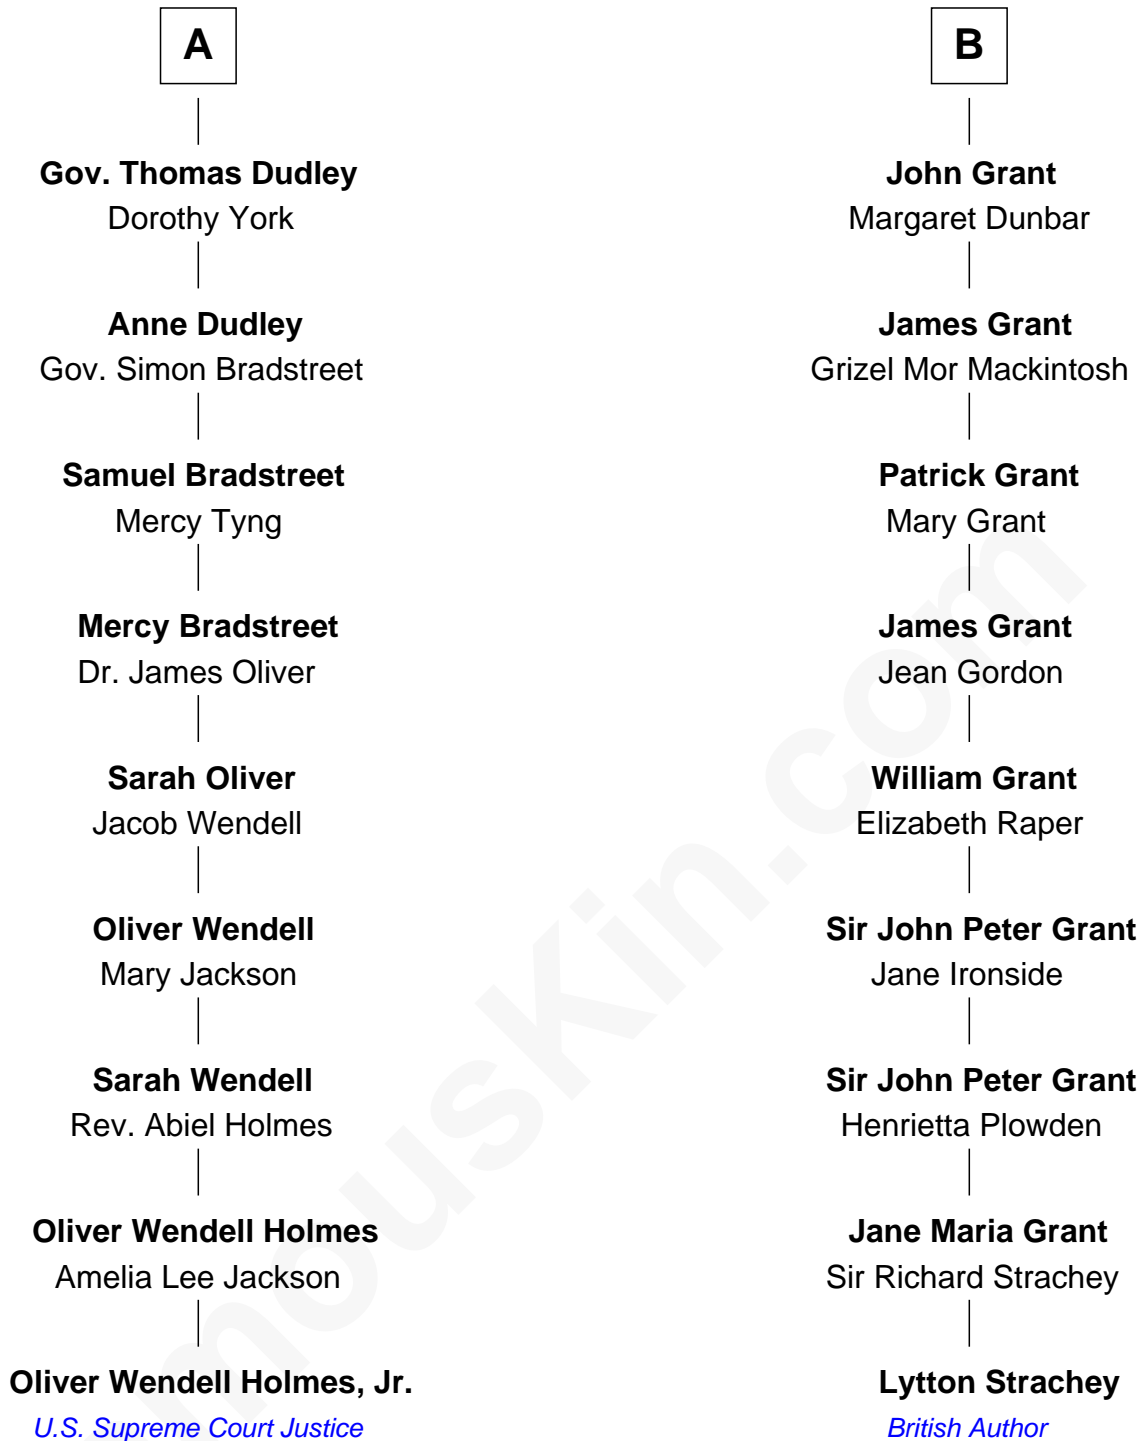 A
Gov. Thomas Dudley
Dorothy York
Anne Dudley
Gov. Simon Bradstreet
Samuel Bradstreet
Mercy Tyng
Mercy Bradstreet
Dr. James Oliver
Sarah Oliver
Jacob Wendell
Oliver Wendell
Mary Jackson
Sarah Wendell
Rev. Abiel Holmes
Oliver Wendell Holmes
Amelia Lee Jackson
Oliver Wendell Holmes, Jr.
U.S. Supreme Court Justice
B
John Grant
Margaret Dunbar
James Grant
Grizel Mor Mackintosh
Patrick Grant
Mary Grant
James Grant
Jean Gordon
William Grant
Elizabeth Raper
Sir John Peter Grant
Jane Ironside
Sir John Peter Grant
Henrietta Plowden
Jane Maria Grant
Sir Richard Strachey
Lytton Strachey
British Author
mousKin.com